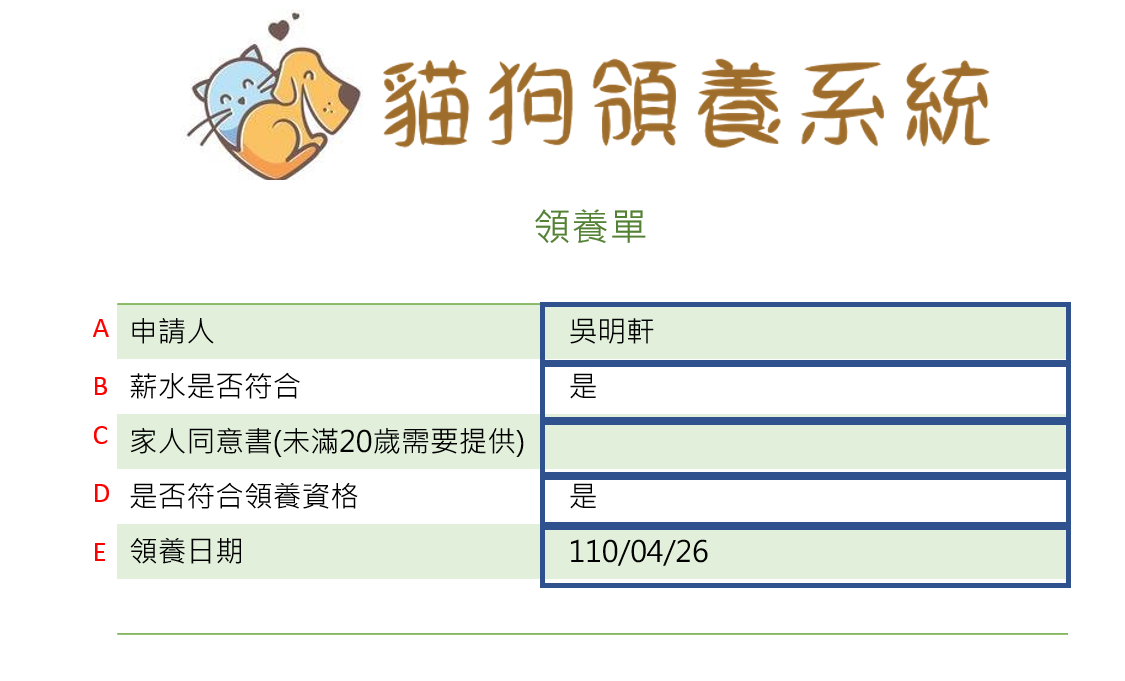 貓狗領養系統
領養單
A 申請人 吳明軒
B 薪水是否符合 是
C 家人同意書(未滿20歲需要提供)
D 是否符合領養資格 是
E 領養日期 110/04/26